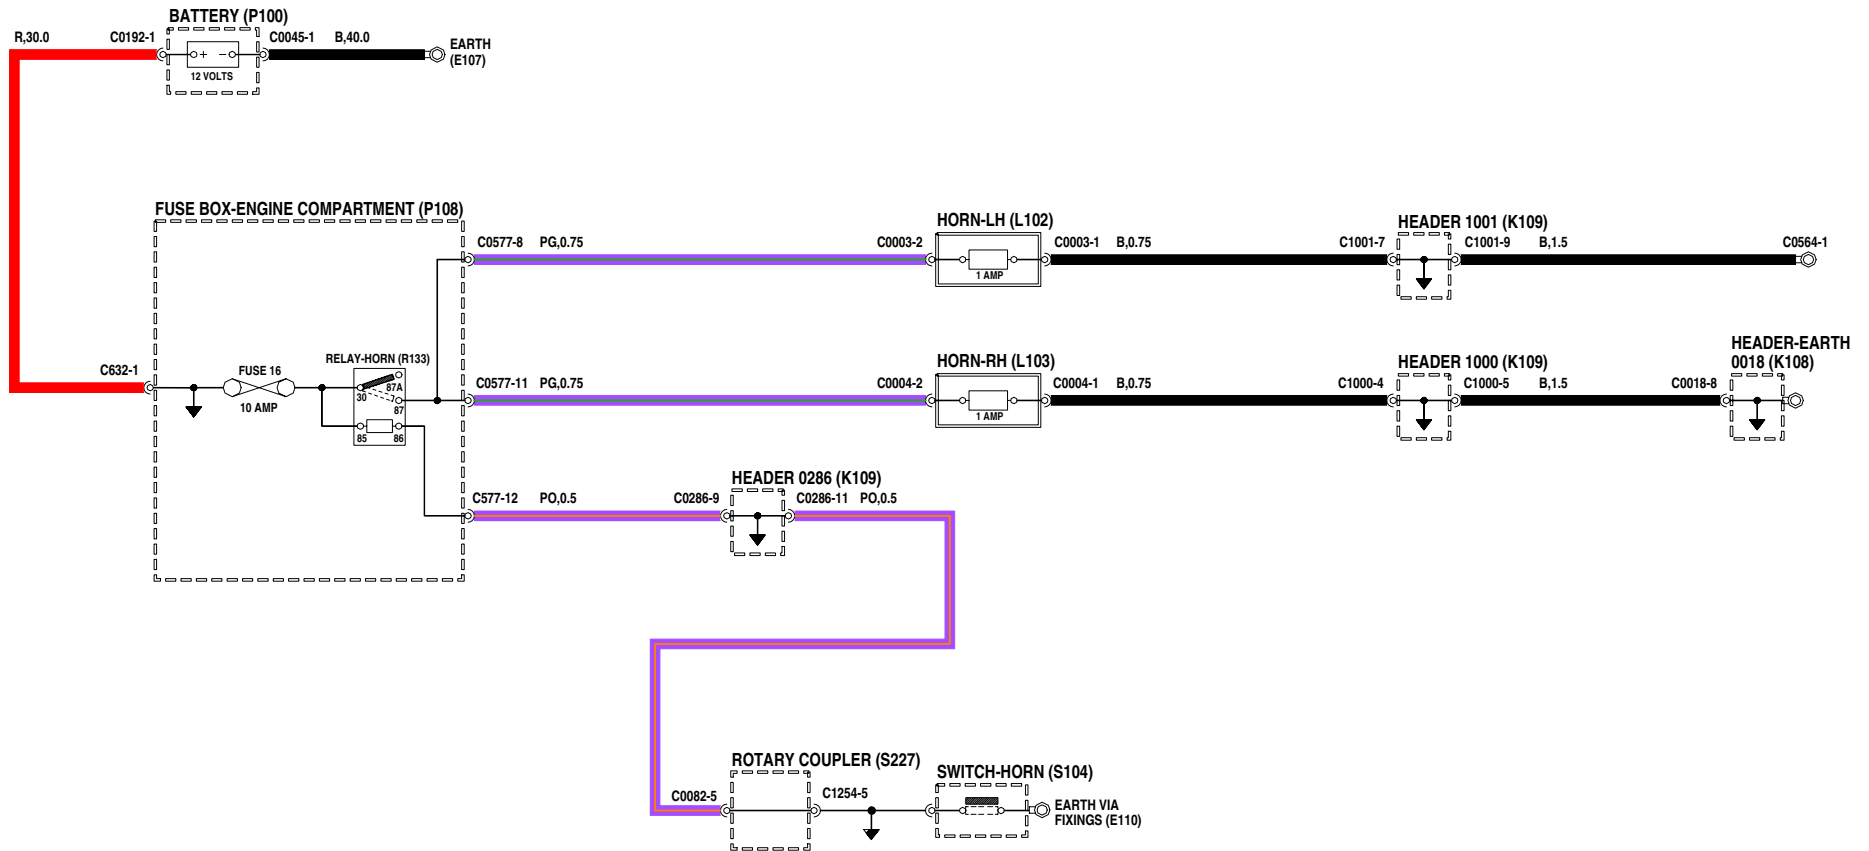 BATTERY (P100)
R,30.0
C0192-1
C0045-1
B,40.0
EARTH
(E107)
+ -
12 VOLTS
FUSE BOX-ENGINE COMPARTMENT (P108)
C0577-8
PG,0.75
C0003-2
HORN-LH (L102)
1 AMP
C0003-1
B,0.75
C1001-7
HEADER 1001 (K109)
C1001-9
B,1.5
C0564-1
C632-1
FUSE 16
10 AMP
RELAY-HORN (R133)
87A
30
87
85
86
C0577-11
PG,0.75
C0004-2
HORN-RH (L103)
1 AMP
C0004-1
B,0.75
C1000-4
HEADER 1000 (K109)
C1000-5
B,1.5
C0018-8
HEADER-EARTH
0018 (K108)
C577-12
PO,0.5
C0286-9
HEADER 0286 (K109)
C0286-11
PO,0.5
ROTARY COUPLER (S227)
C0082-5
C1254-5
SWITCH-HORN (S104)
EARTH VIA
FIXINGS (E110)